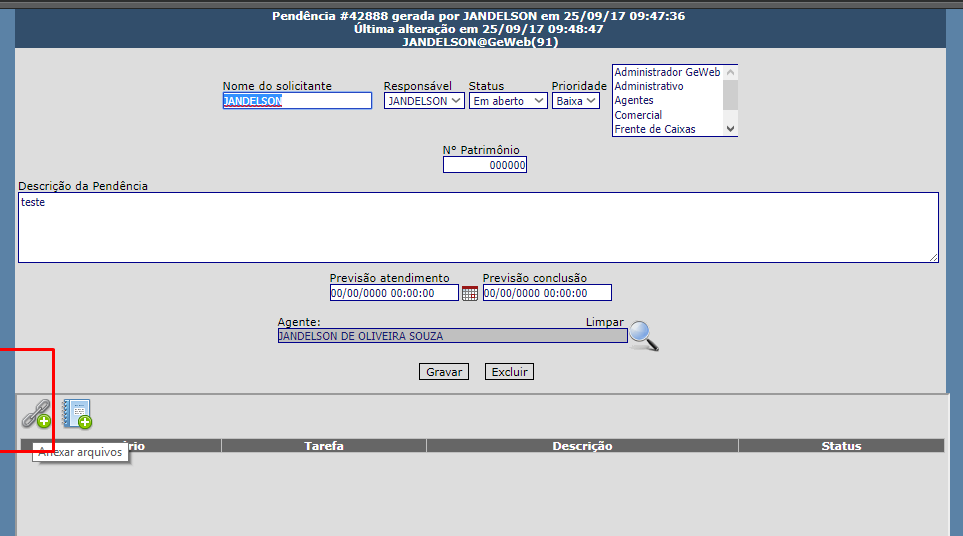 Pendência #42888 gerada por JANDELSON em 25/09/17 09:47:36
Última alteração em 25/09/17 09:48:47
JANDELSON@GeWeb(91)
Nome do solicitante Responsável Status Prioridade
JANDELSON JANDELSON Em aberto Baixa
Administrador GeWeb
Administrativo
Agentes
Comercial
Frente de Caixas
Nº Patrimônio
000000
Descrição da Pendência
teste
Previsão atendimento Previsão conclusão
00/00/0000 00:00:00 00/00/0000 00:00:00
Agente: Limpar
JANDELSON DE OLIVEIRA SOUZA
Gravar Excluir
Tarefa Descrição Status
Anexar arquivos